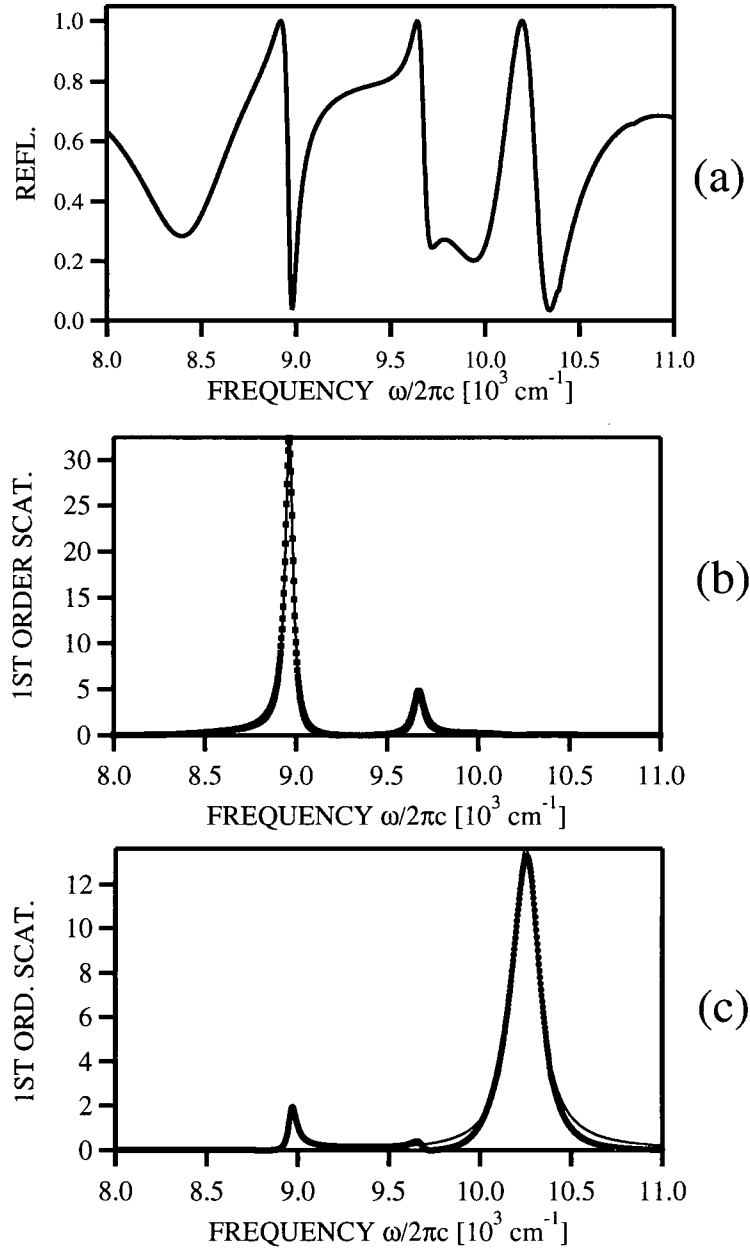 1.0
0.8
0.6
0.4
0.2
0.0
REFL.
8.0 8.5 9.0 9.5 10.0 10.5 11.0
FREQUENCY ω/2πc [10³ cm⁻¹]
(a)
30
25
20
15
10
5
0
1ST ORDER SCAT.
8.0 8.5 9.0 9.5 10.0 10.5 11.0
FREQUENCY ω/2πc [10³ cm⁻¹]
(b)
12
10
8
6
4
2
0
1ST ORD. SCAT.
8.0 8.5 9.0 9.5 10.0 10.5 11.0
FREQUENCY ω/2πc [10³ cm⁻¹]
(c)